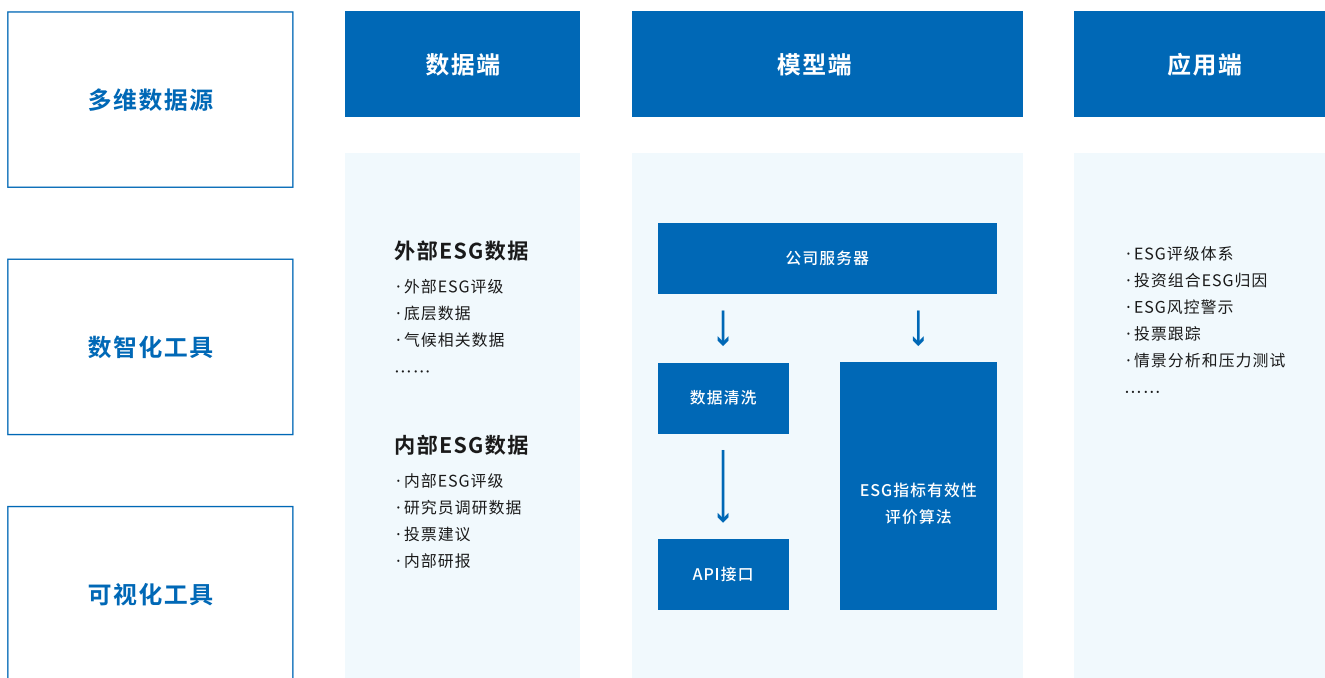 多维数据源
数智化工具
可视化工具
数据端
外部ESG数据
·外部ESG评级
·底层数据
·气候相关数据
……
内部ESG数据
·内部ESG评级
·研究员调研数据
·投票建议
·内部研报
模型端
公司服务器
数据清洗
API接口
ESG指标有效性
评价算法
应用端
·ESG评级体系
·投资组合ESG归因
·ESG风控警示
·投票跟踪
·情景分析和压力测试
……